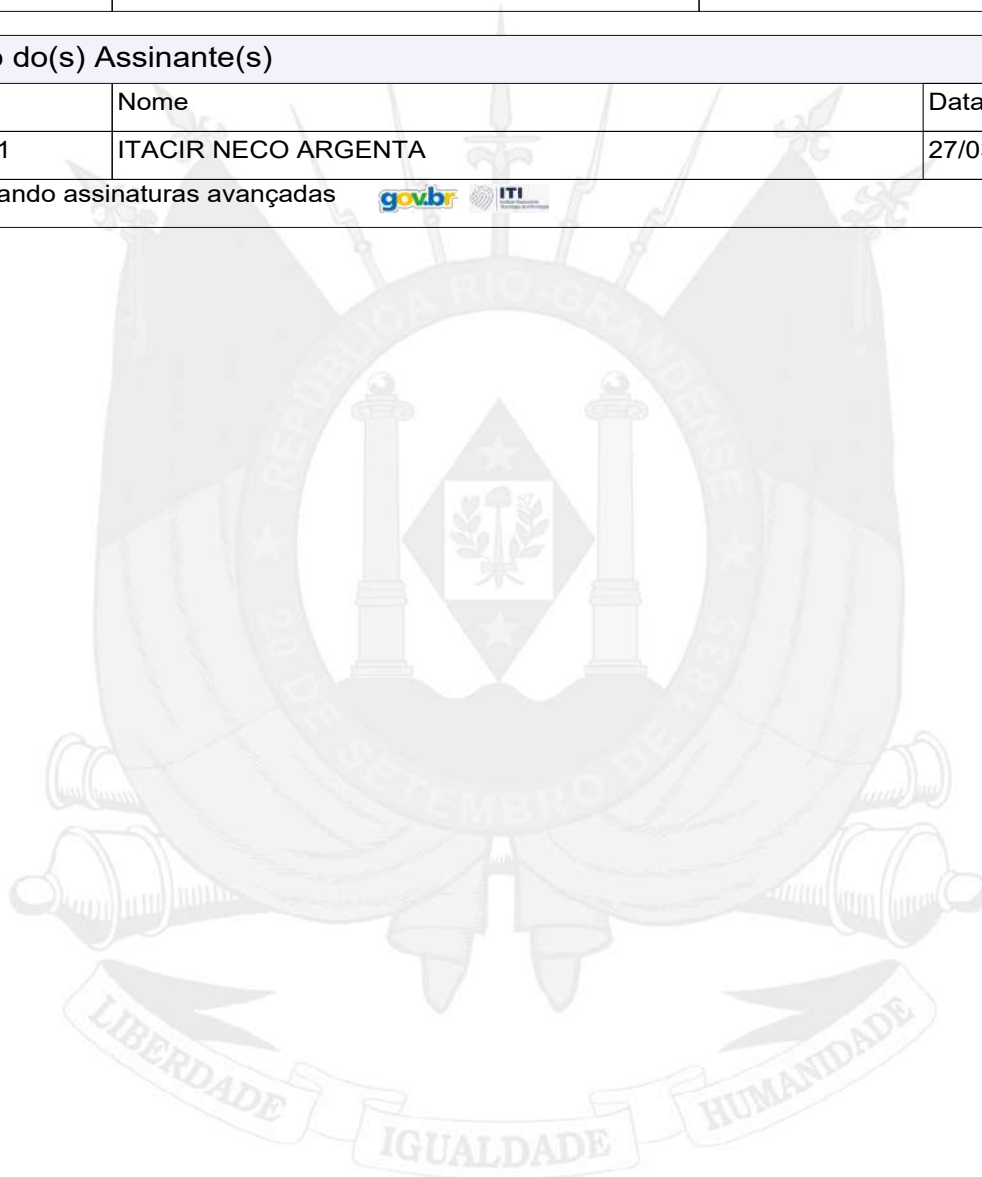 do(s) Assinante(s)
Nome
Data
1
ITACIR NECO ARGENTA
27/0
ando assinaturas avançadas
gov.br
ITI
REPÚBLICA RIO-GRANDENSE
20 DE SETEMBRO DE 1835
LIBERDADE
IGUALDADE
HUMANIDADE